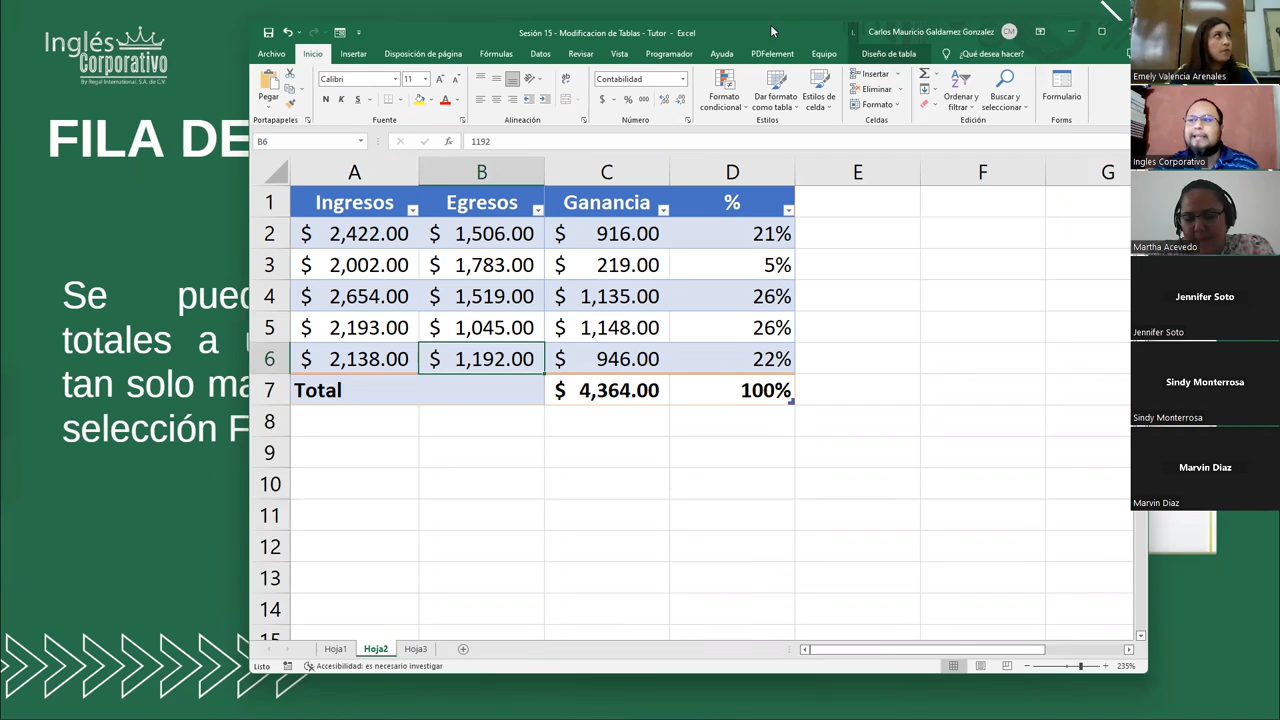 Inglés
Corporativo
By Regal International, S.A. de C.V.
FILA DE
Se pued
totales a
tan solo ma
selección F
Sesión 15 - Modificacion de Tablas - Tutor - Excel
Carlos Mauricio Galdamez Gonzalez
CM
Archivo Inicio Insertar Disposición de página Fórmulas Datos Revisar Vista Programador Ayuda PDFelement Equipo Diseño de tabla ¿Qué desea hacer?
Calibri 11 Contabilidad
Pegar
N K S
$ % 000
Formato condicional
Dar formato como tabla
Estilos de celda
Insertar
Eliminar
Formato
Ordenar y filtrar
Buscar y seleccionar
Formulario
Portapapeles Fuente Alineación Número Estilos Celdas Edición Forms
B6 fx 1192
A B C D E F G
1 Ingresos Egresos Ganancia %
2 $ 2,422.00 $ 1,506.00 $ 916.00 21%
3 $ 2,002.00 $ 1,783.00 $ 219.00 5%
4 $ 2,654.00 $ 1,519.00 $ 1,135.00 26%
5 $ 2,193.00 $ 1,045.00 $ 1,148.00 26%
6 $ 2,138.00 $ 1,192.00 $ 946.00 22%
7 Total $ 4,364.00 100%
8
9
10
11
12
13
14
15
Hoja1 Hoja2 Hoja3
Listo Accesibilidad: es necesario investigar 235%
Emely Valencia Arenales
Ingles Corporativo
Martha Acevedo
Jennifer Soto
Jennifer Soto
Sindy Monterrosa
Sindy Monterrosa
Marvin Diaz
Marvin Diaz